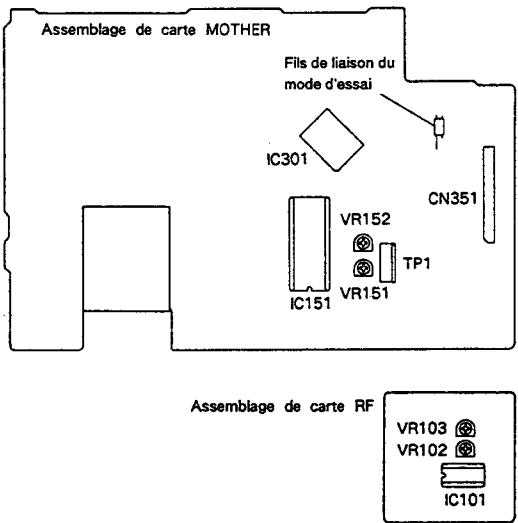 Assemblage de carte MOTHER
Fils de liaison du
mode d'essai
IC301
CN351
VR152
TP1
VR151
IC151
Assemblage de carte RF
VR103
VR102
IC101